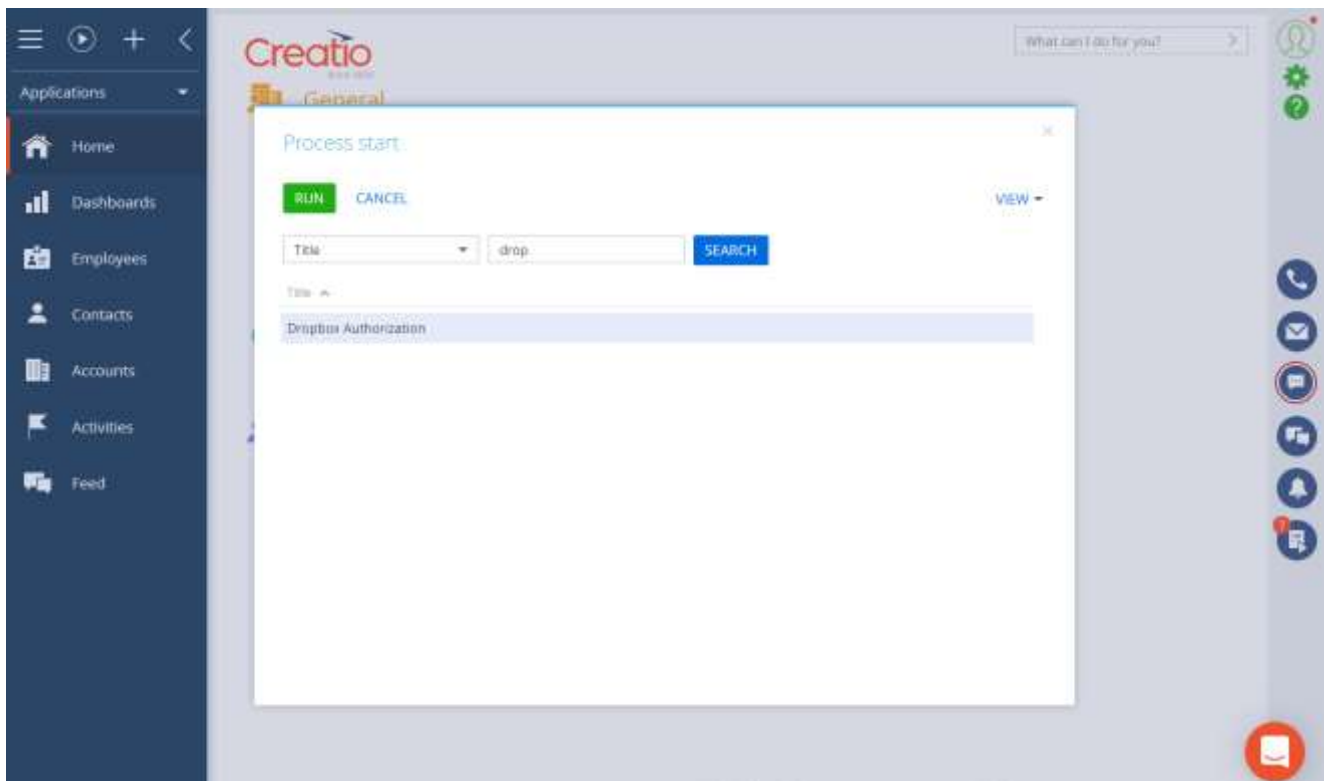 Creatio
What can I do for you?
Applications
General
Home
Process start
RUN CANCEL
VIEW
Dashboards
Title
drop
SEARCH
Employees
Title
Contacts
Dropbox Authorization
Accounts
Activities
Feed
7